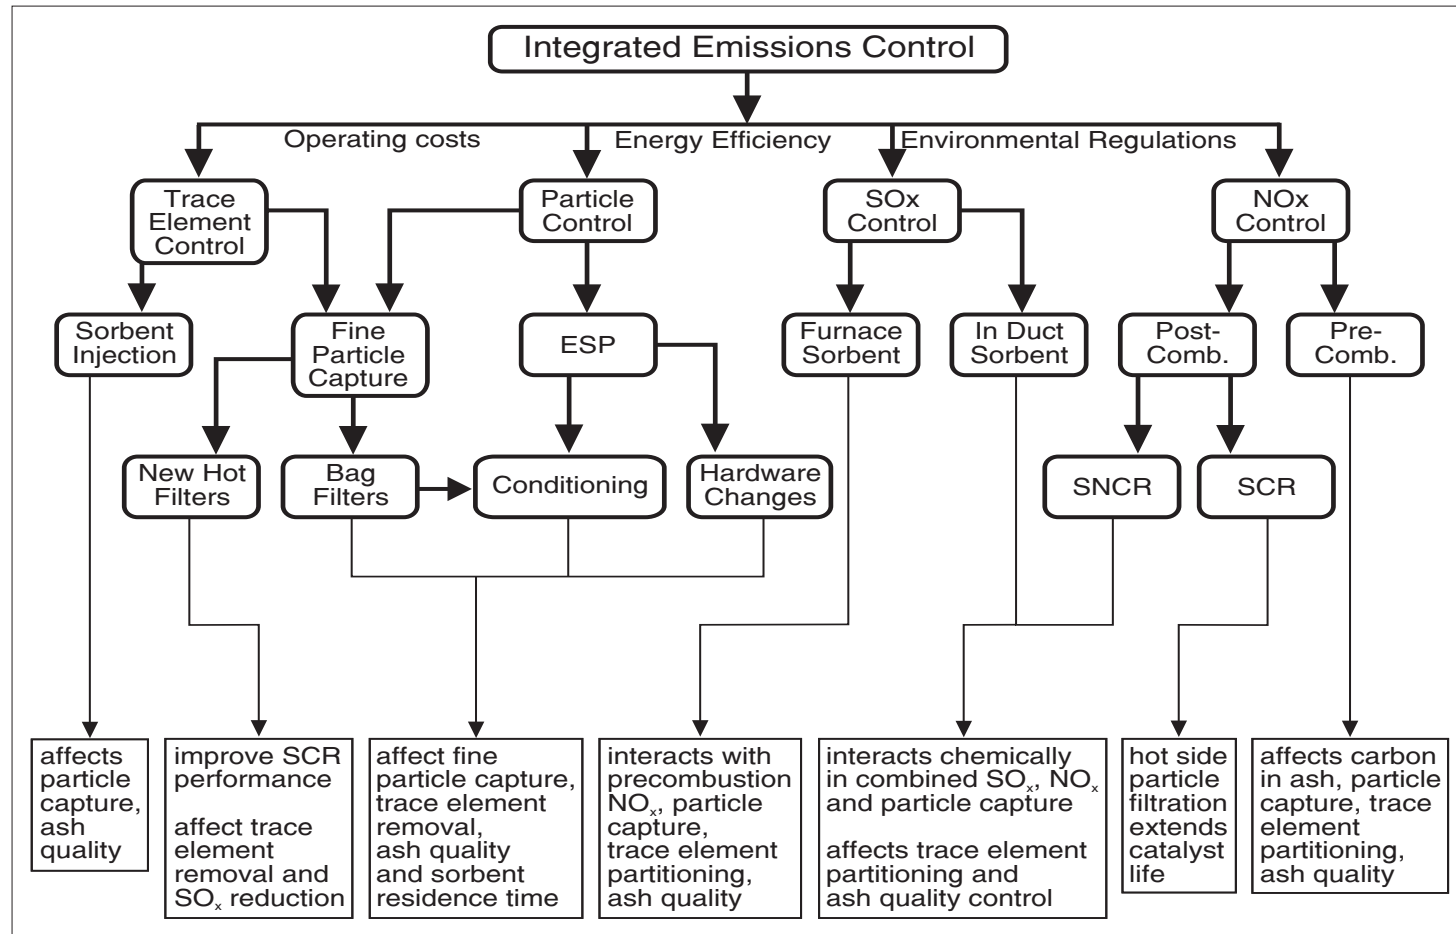 Integrated Emissions Control
Operating costs
Energy Efficiency
Environmental Regulations
Trace
Element
Control
Particle
Control
SOx
Control
NOx
Control
Sorbent
Injection
Fine
Particle
Capture
ESP
Furnace
Sorbent
In Duct
Sorbent
Post-
Comb.
Pre-
Comb.
New Hot
Filters
Bag
Filters
Conditioning
Hardware
Changes
SNCR
SCR
affects
particle
capture,
ash
quality
improve SCR
performance
affect trace
element
removal and
SOx reduction
affect fine
particle capture,
trace element
removal,
ash quality
and sorbent
residence time
interacts with
precombustion
NOx, particle
capture,
trace element
partitioning,
ash quality
interacts chemically
in combined SOx, NOx
and particle capture
affects trace element
partitioning and
ash quality control
hot side
particle
filtration
extends
catalyst
life
affects carbon
in ash, particle
capture, trace
element
partitioning,
ash quality